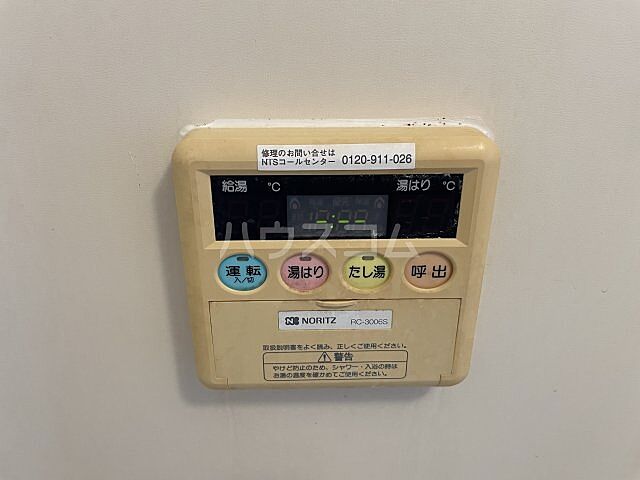 修理のお問い合せは
NTSコールセンター 0120-911-026
給湯 ℃
湯はり ℃
優先
ハウスコム
運転
入/切
湯はり
たし湯
呼出
NORITZ RC-3006S
取扱説明書をよく読み、正しくご使用ください。
警告
やけど防止のため、シャワー・入浴の時は
お湯の温度を確かめてご使用ください。